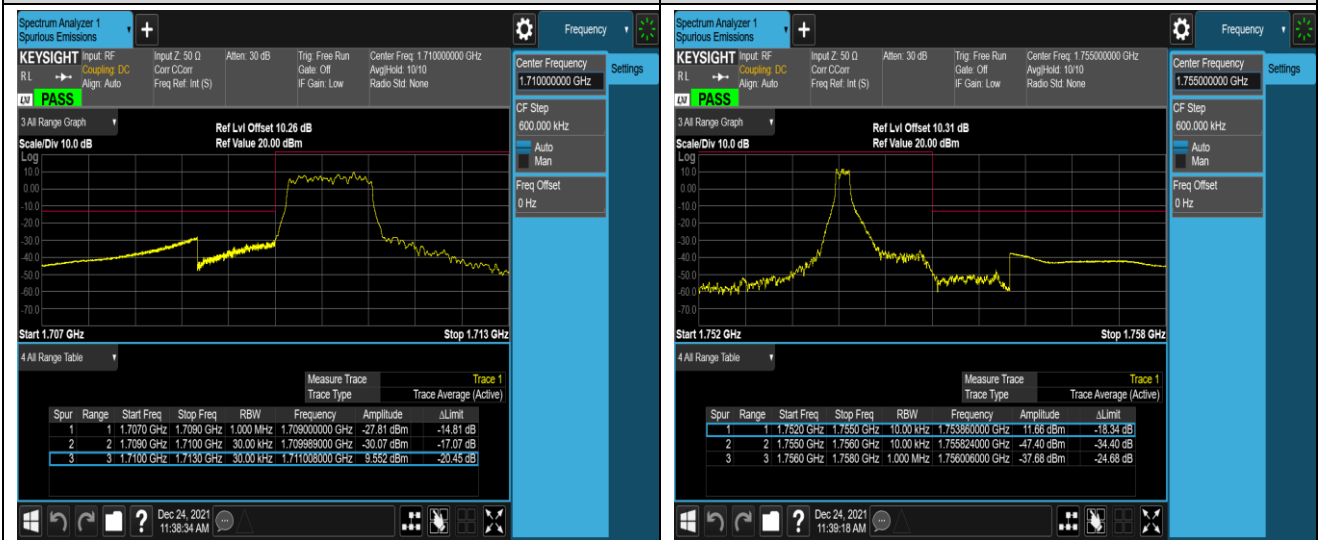 Spectrum Analyzer 1
Spurious Emissions
Frequency
KEYSIGHT Input: RF Input Z: 50 Ω Atten: 30 dB Trig: Free Run Center Freq: 1.710000000 GHz
Coupling: DC Corr CCorr Gate: Off Avg|Hold: 10/10
RL Align: Auto Freq Ref: Int (S) IF Gain: Low Radio Std: None
LXI PASS
Center Frequency
1.710000000 GHz
Settings
CF Step
600.000 kHz
Auto
Man
Freq Offset
0 Hz
3 All Range Graph
Ref Lvl Offset 10.26 dB
Scale/Div 10.0 dB Ref Value 20.00 dBm
Log
10.0
0.00
-10.0
-20.0
-30.0
-40.0
-50.0
-60.0
-70.0
Start 1.707 GHz Stop 1.713 GHz
4 All Range Table
Measure Trace Trace 1
Trace Type Trace Average (Active)
Spur Range Start Freq Stop Freq RBW Frequency Amplitude ΔLimit
1 1 1.7070 GHz 1.7090 GHz 1.000 MHz 1.709000000 GHz -27.81 dBm -14.81 dB
2 2 1.7090 GHz 1.7100 GHz 30.00 kHz 1.709989000 GHz -30.07 dBm -17.07 dB
3 3 1.7100 GHz 1.7130 GHz 30.00 kHz 1.711008000 GHz 9.552 dBm -20.45 dB
? Dec 24, 2021
11:38:34 AM
Spectrum Analyzer 1
Spurious Emissions
Frequency
KEYSIGHT Input: RF Input Z: 50 Ω Atten: 30 dB Trig: Free Run Center Freq: 1.755000000 GHz
Coupling: DC Corr CCorr Gate: Off Avg|Hold: 10/10
RL Align: Auto Freq Ref: Int (S) IF Gain: Low Radio Std: None
LXI PASS
Center Frequency
1.755000000 GHz
Settings
CF Step
600.000 kHz
Auto
Man
Freq Offset
0 Hz
3 All Range Graph
Ref Lvl Offset 10.31 dB
Scale/Div 10.0 dB Ref Value 20.00 dBm
Log
10.0
0.00
-10.0
-20.0
-30.0
-40.0
-50.0
-60.0
-70.0
Start 1.752 GHz Stop 1.758 GHz
4 All Range Table
Measure Trace Trace 1
Trace Type Trace Average (Active)
Spur Range Start Freq Stop Freq RBW Frequency Amplitude ΔLimit
1 1 1.7520 GHz 1.7550 GHz 10.00 kHz 1.753860000 GHz 11.66 dBm -18.34 dB
2 2 1.7550 GHz 1.7560 GHz 10.00 kHz 1.755824000 GHz -47.40 dBm -34.40 dB
3 3 1.7560 GHz 1.7580 GHz 1.000 MHz 1.756006000 GHz -37.68 dBm -24.68 dB
? Dec 24, 2021
11:39:18 AM